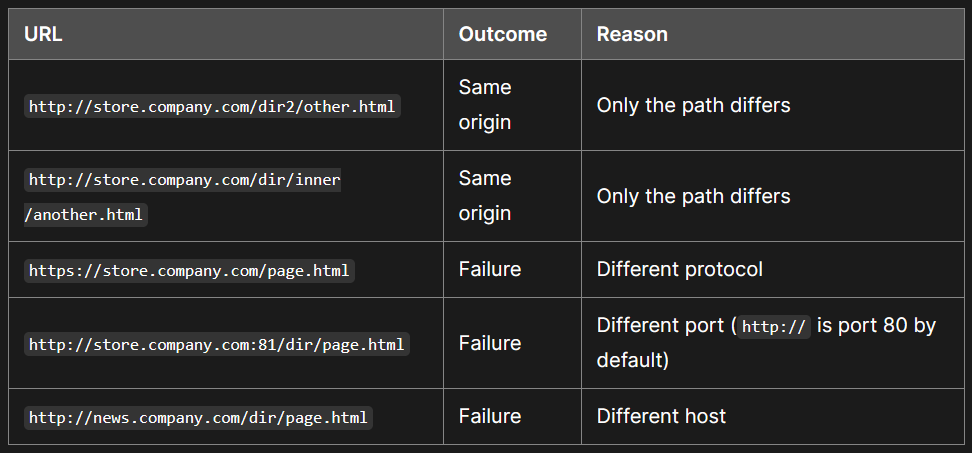 URL Outcome Reason
http://store.company.com/dir2/other.html Same origin Only the path differs
http://store.company.com/dir/inner/another.html Same origin Only the path differs
https://store.company.com/page.html Failure Different protocol
http://store.company.com:81/dir/page.html Failure Different port (http:// is port 80 by default)
http://news.company.com/dir/page.html Failure Different host